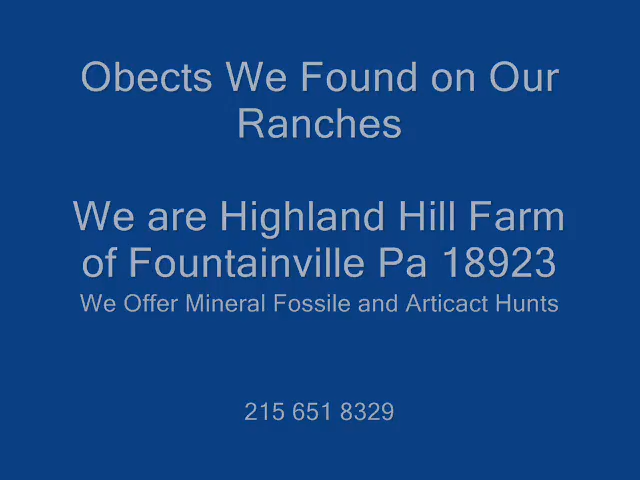 Obects We Found on Our
Ranches
We are Highland Hill Farm
of Fountainville Pa 18923
We Offer Mineral Fossile and Articact Hunts
215 651 8329